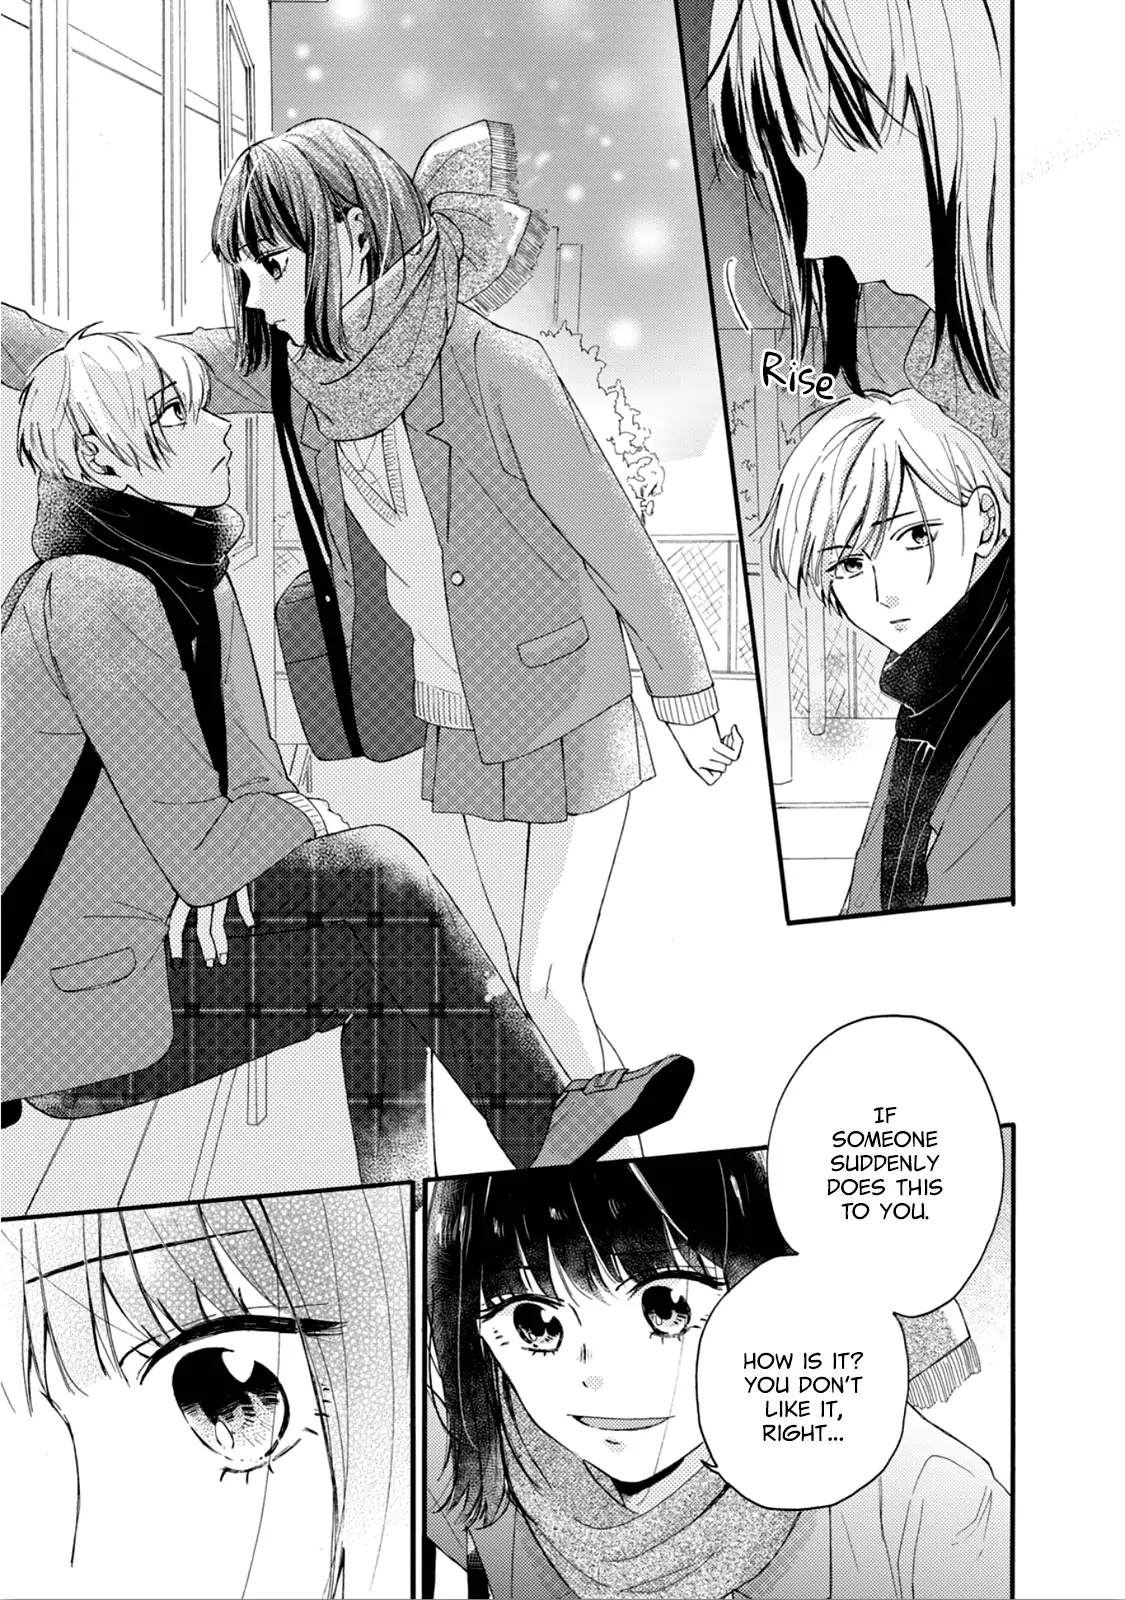 Rise
IF
SOMEONE
SUDDENLY
DOES THIS
TO YOU.
HOW IS IT?
YOU DON'T
LIKE IT,
RIGHT...